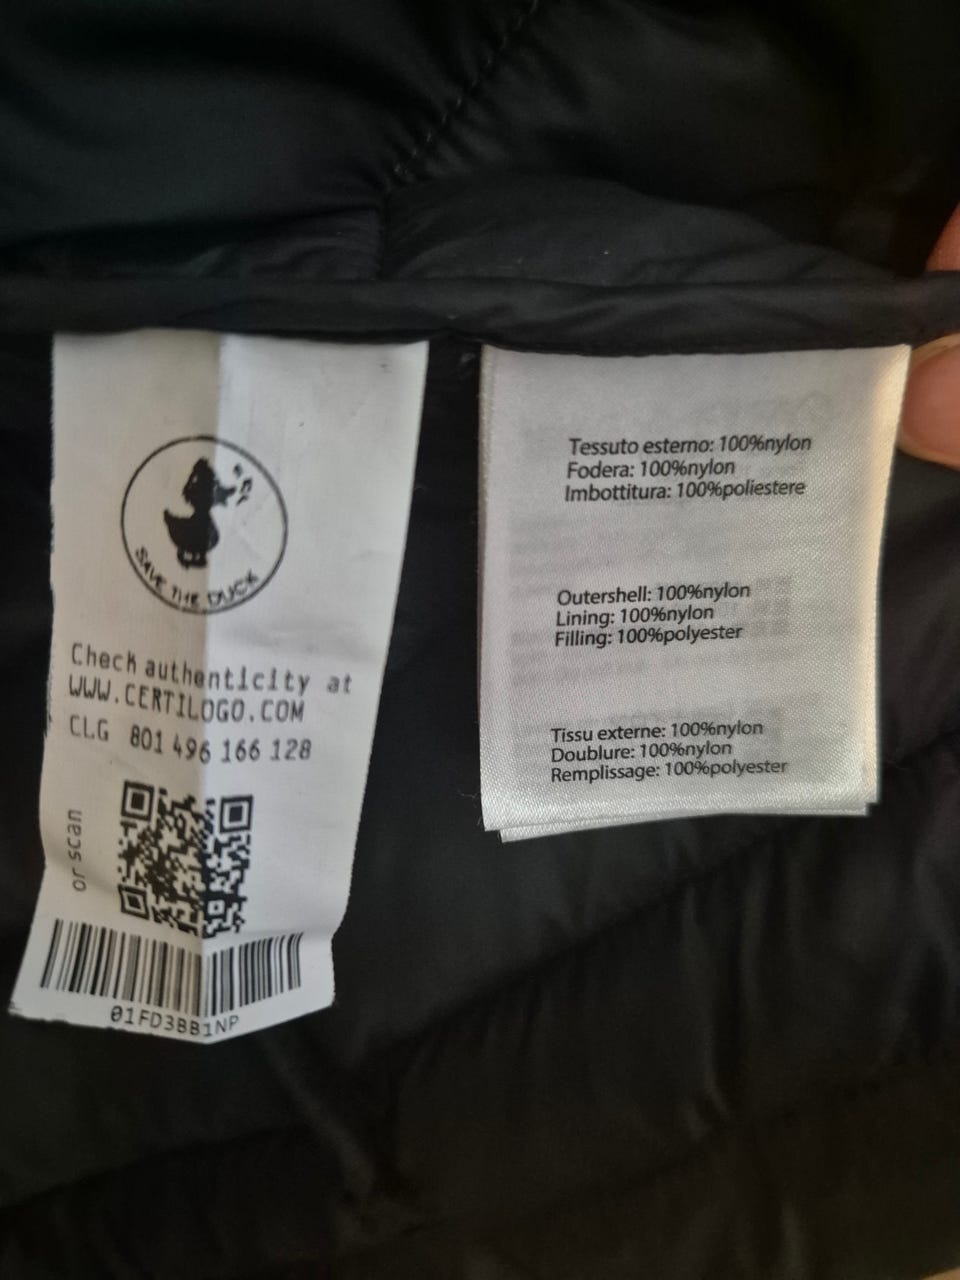 SAVE THE DUCK
Check authenticity at
WWW.CERTILOGO.COM
CLG 801 496 166 128
or scan
01FD3BB1NP
Tessuto esterno: 100%nylon
Fodera: 100%nylon
Imbottitura: 100%poliestere
Outershell: 100%nylon
Lining: 100%nylon
Filling: 100%polyester
Tissu externe: 100%nylon
Doublure: 100%nylon
Remplissage: 100%polyester